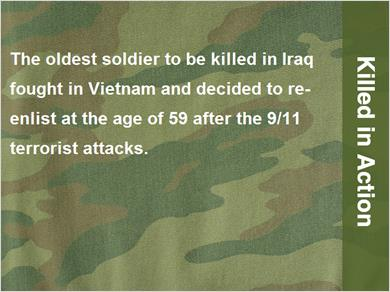 The oldest soldier to be killed in Iraq
fought in Vietnam and decided to re-
enlist at the age of 59 after the 9/11
terrorist attacks.
Killed in Action